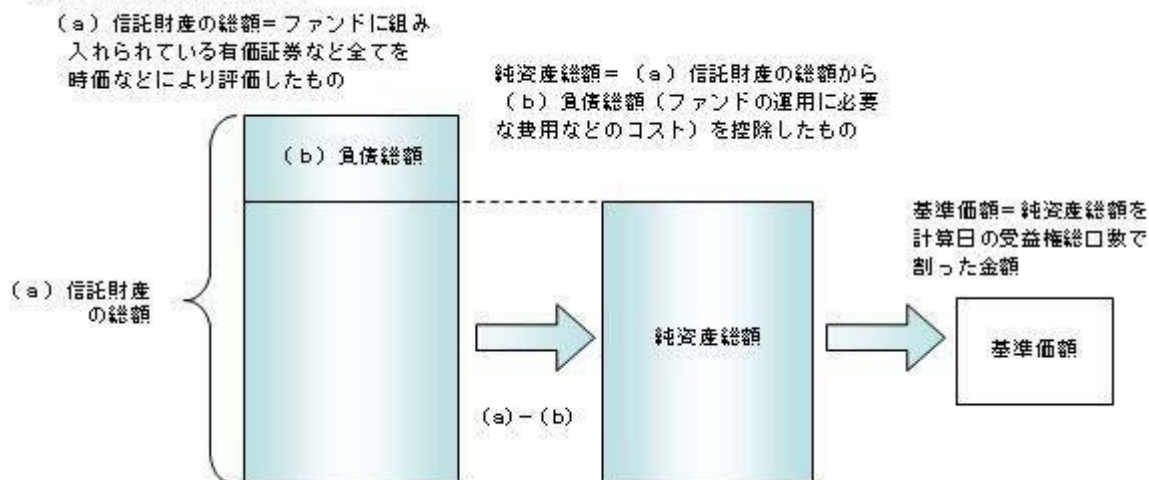 (a)信託財産の総額=ファンドに組み
入れられている有価証券など全てを
時価などにより評価したもの
純資産総額=(a)信託財産の総額から
(b)負債総額(ファンドの運用に必要
な費用などのコスト)を控除したもの
(b)負債総額
基準価額=純資産総額を
計算日の受益権総口数で
割った金額
(a)信託財産
の総額
純資産総額
基準価額
(a)-(b)